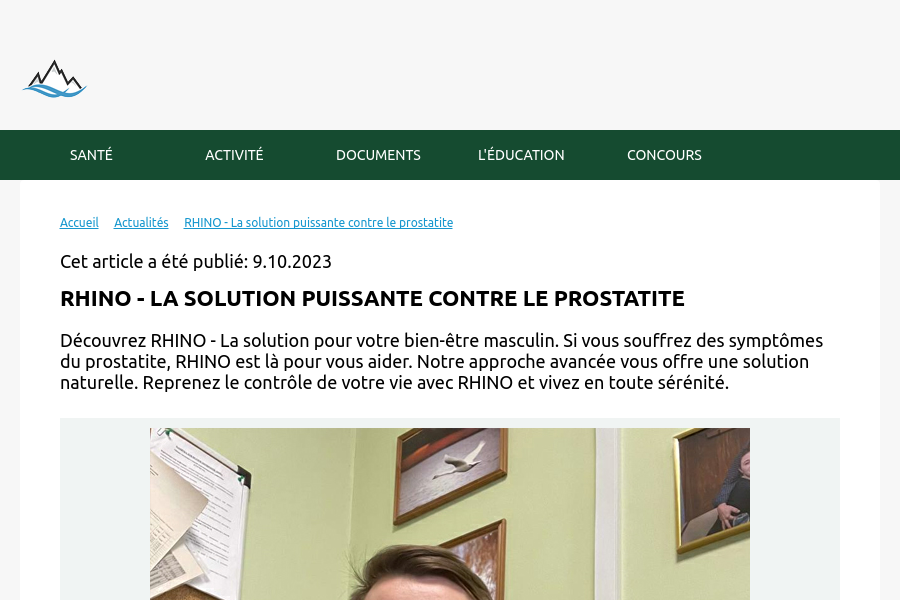 SANTÉ ACTIVITÉ DOCUMENTS L'ÉDUCATION CONCOURS
Accueil Actualités RHINO - La solution puissante contre le prostatite
Cet article a été publié: 9.10.2023
RHINO - LA SOLUTION PUISSANTE CONTRE LE PROSTATITE
Découvrez RHINO - La solution pour votre bien-être masculin. Si vous souffrez des symptômes
du prostatite, RHINO est là pour vous aider. Notre approche avancée vous offre une solution
naturelle. Reprenez le contrôle de votre vie avec RHINO et vivez en toute sérénité.